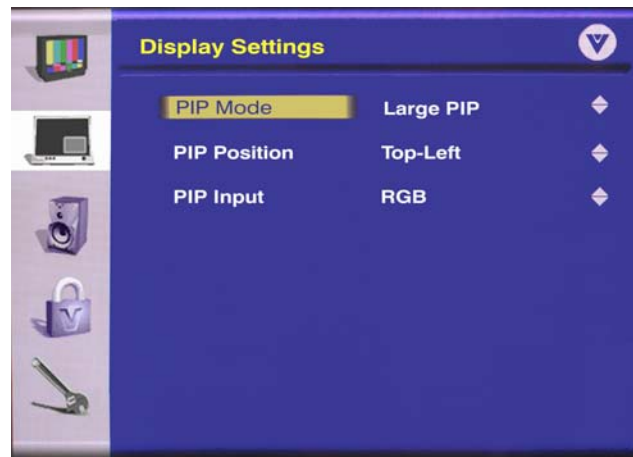 Display Settings
PIP Mode Large PIP
PIP Position Top-Left
PIP Input RGB